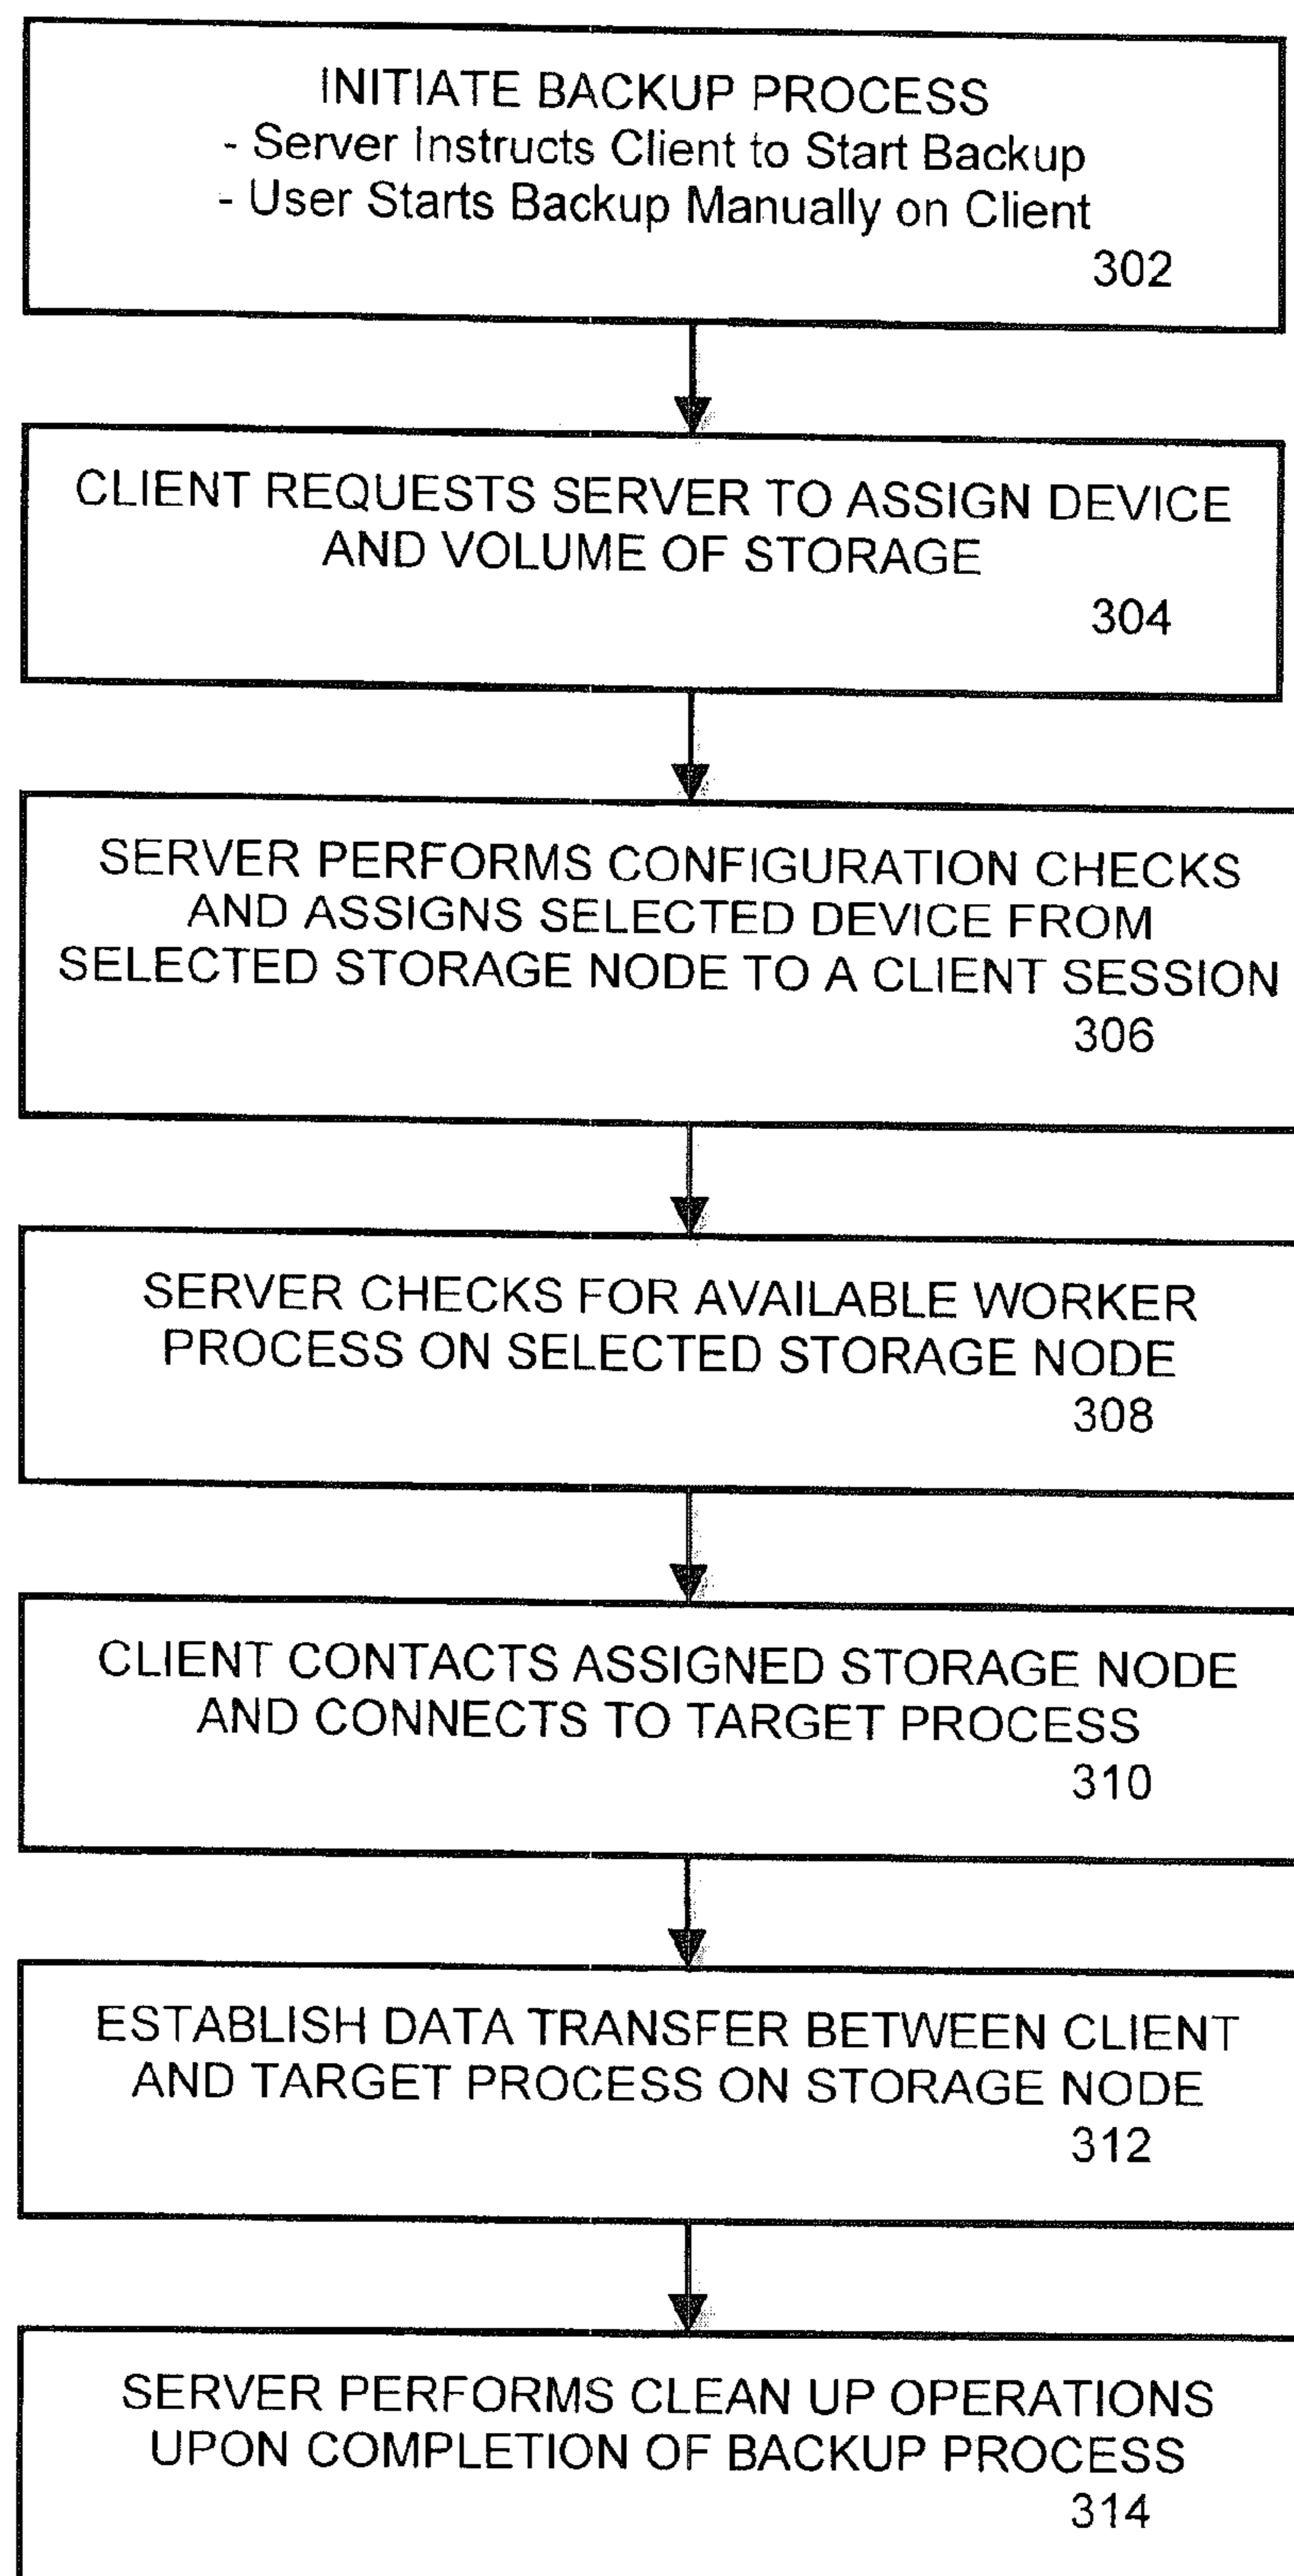 INITIATE BACKUP PROCESS
- Server Instructs Client to Start Backup
- User Starts Backup Manually on Client
302
CLIENT REQUESTS SERVER TO ASSIGN DEVICE
AND VOLUME OF STORAGE
304
SERVER PERFORMS CONFIGURATION CHECKS
AND ASSIGNS SELECTED DEVICE FROM
SELECTED STORAGE NODE TO A CLIENT SESSION
306
SERVER CHECKS FOR AVAILABLE WORKER
PROCESS ON SELECTED STORAGE NODE
308
CLIENT CONTACTS ASSIGNED STORAGE NODE
AND CONNECTS TO TARGET PROCESS
310
ESTABLISH DATA TRANSFER BETWEEN CLIENT
AND TARGET PROCESS ON STORAGE NODE
312
SERVER PERFORMS CLEAN UP OPERATIONS
UPON COMPLETION OF BACKUP PROCESS
314